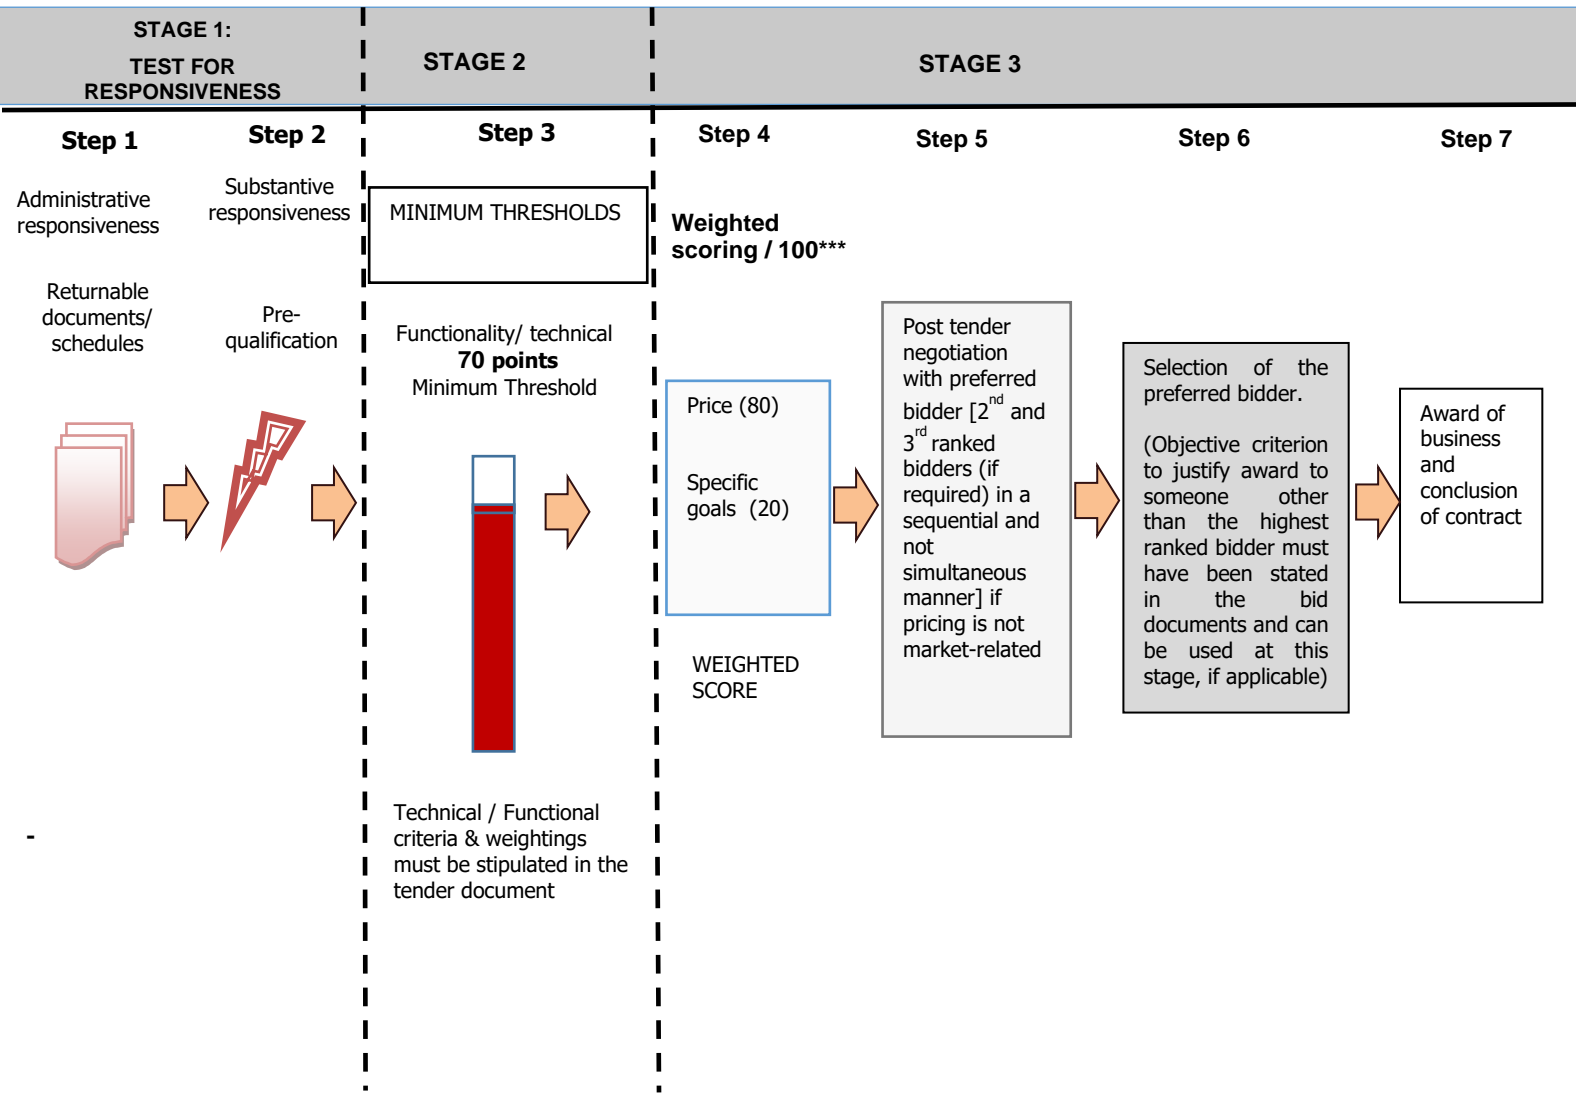 STAGE 1:
TEST FOR
RESPONSIVENESS
STAGE 2
STAGE 3
Step 1
Step 2
Step 3
Step 4
Step 5
Step 6
Step 7
Administrative
responsiveness
Returnable
documents/
schedules
Substantive
responsiveness
Pre-
qualification
MINIMUM THRESHOLDS
Functionality/ technical
70 points
Minimum Threshold
Technical / Functional
criteria & weightings
must be stipulated in the
tender document
Weighted
scoring / 100***
Price (80)
Specific
goals (20)
WEIGHTED
SCORE
Post tender
negotiation
with preferred
bidder [2nd and
3rd ranked
bidders (if
required) in a
sequential and
not
simultaneous
manner] if
pricing is not
market-related
Selection of the
preferred bidder.
(Objective criterion
to justify award to
someone other
than the highest
ranked bidder must
have been stated
in the bid
documents and can
be used at this
stage, if applicable)
Award of
business
and
conclusion
of contract
-